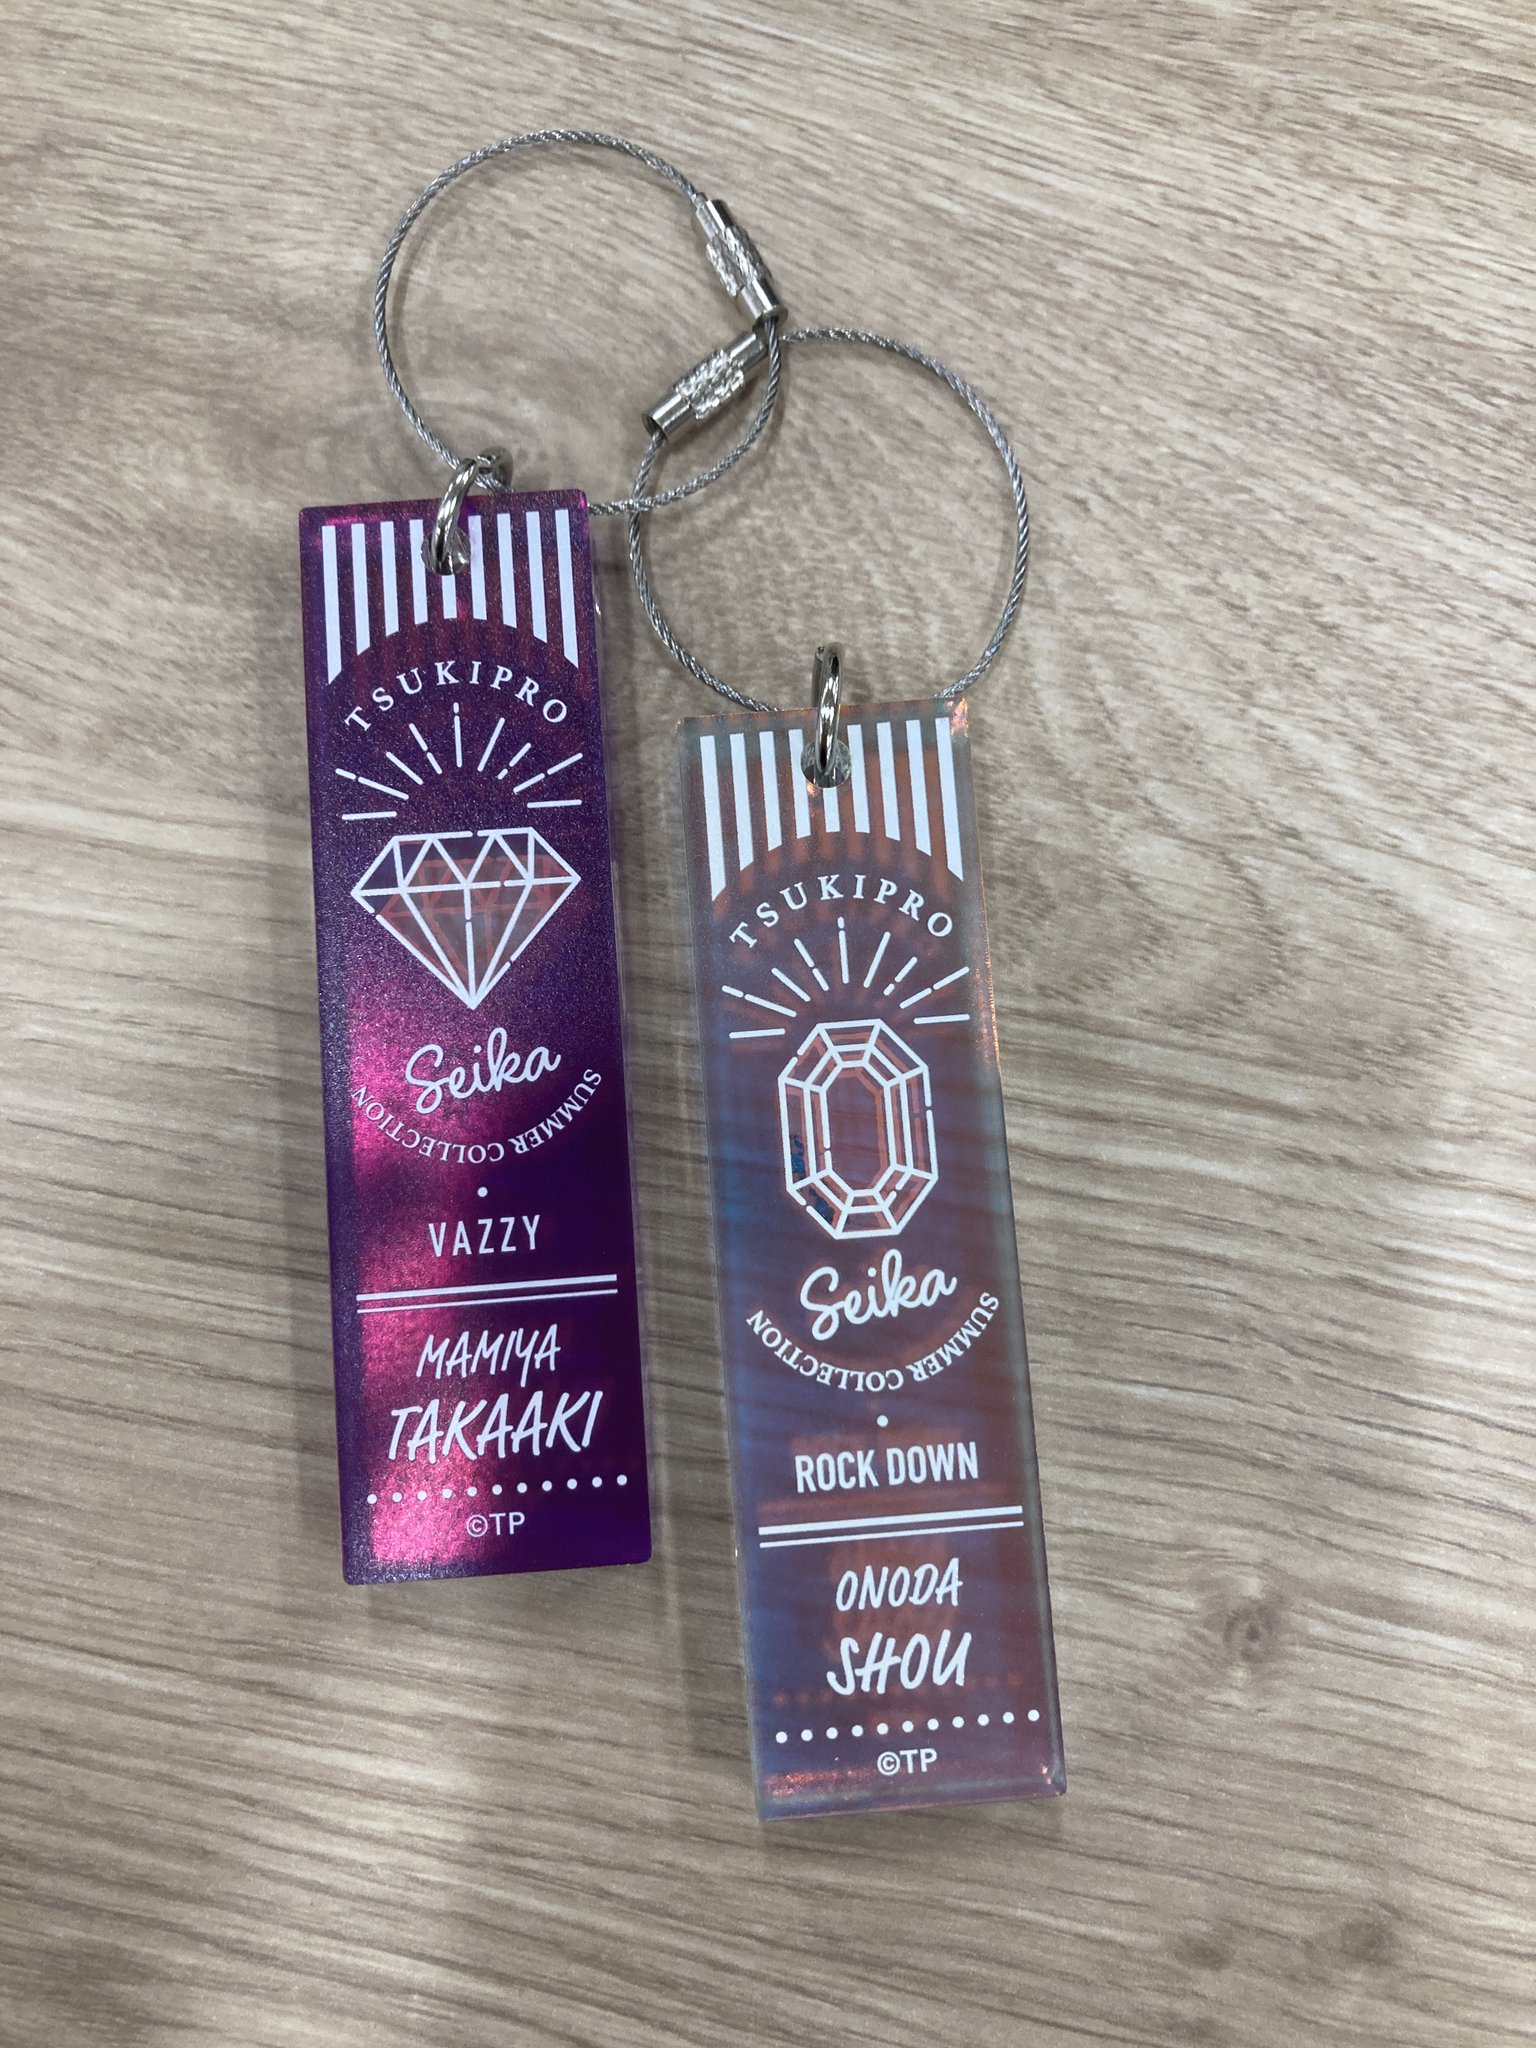 TSUKIPRO
Seika
SUMMER COLLECTION
VAZZY
MAMIYA
TAKAAKI
©TP
TSUKIPRO
Seika
SUMMER COLLECTION
ROCK DOWN
ONODA
SHOU
©TP